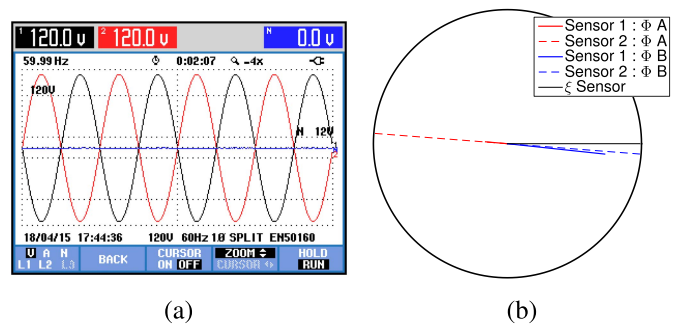 1 120.0 V 2 120.0 V N 0.0 V
59.99 Hz 0:02:07 -4x
120V
N 12V
18/04/15 17:44:36 120V 60Hz 1Ø SPLIT EN50160
V A N BACK CURSOR ZOOM HOLD
L1 L2 L3 ON OFF CURSOR RUN
(a)
Sensor 1 : Φ A
Sensor 2 : Φ A
Sensor 1 : Φ B
Sensor 2 : Φ B
ξ Sensor
(b)